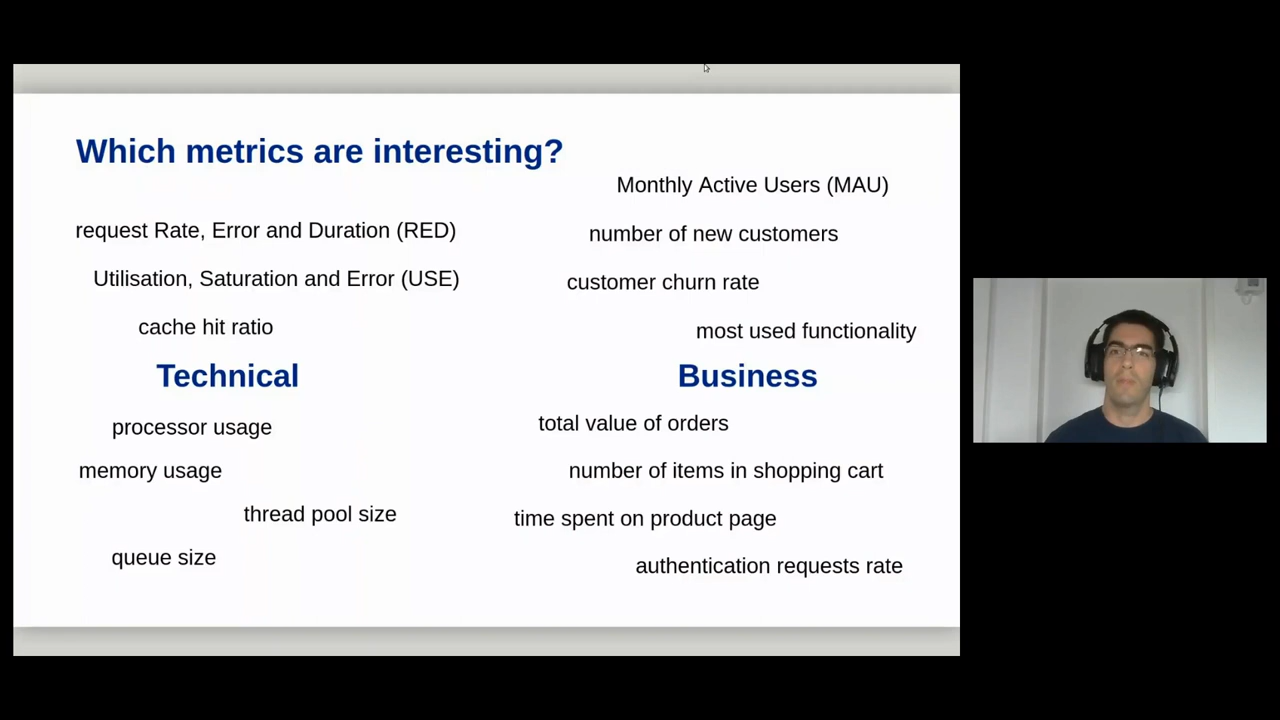 Which metrics are interesting?
request Rate, Error and Duration (RED)
Utilisation, Saturation and Error (USE)
cache hit ratio
Technical
processor usage
memory usage
thread pool size
queue size
Monthly Active Users (MAU)
number of new customers
customer churn rate
most used functionality
Business
total value of orders
number of items in shopping cart
time spent on product page
authentication requests rate